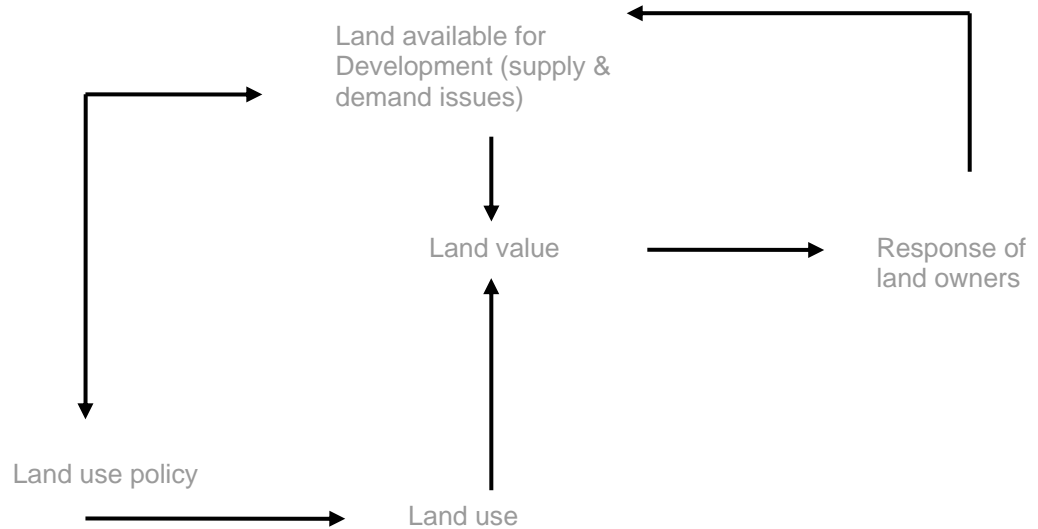 Land available for
Development (supply &
demand issues)
Land value
Response of
land owners
Land use policy
Land use